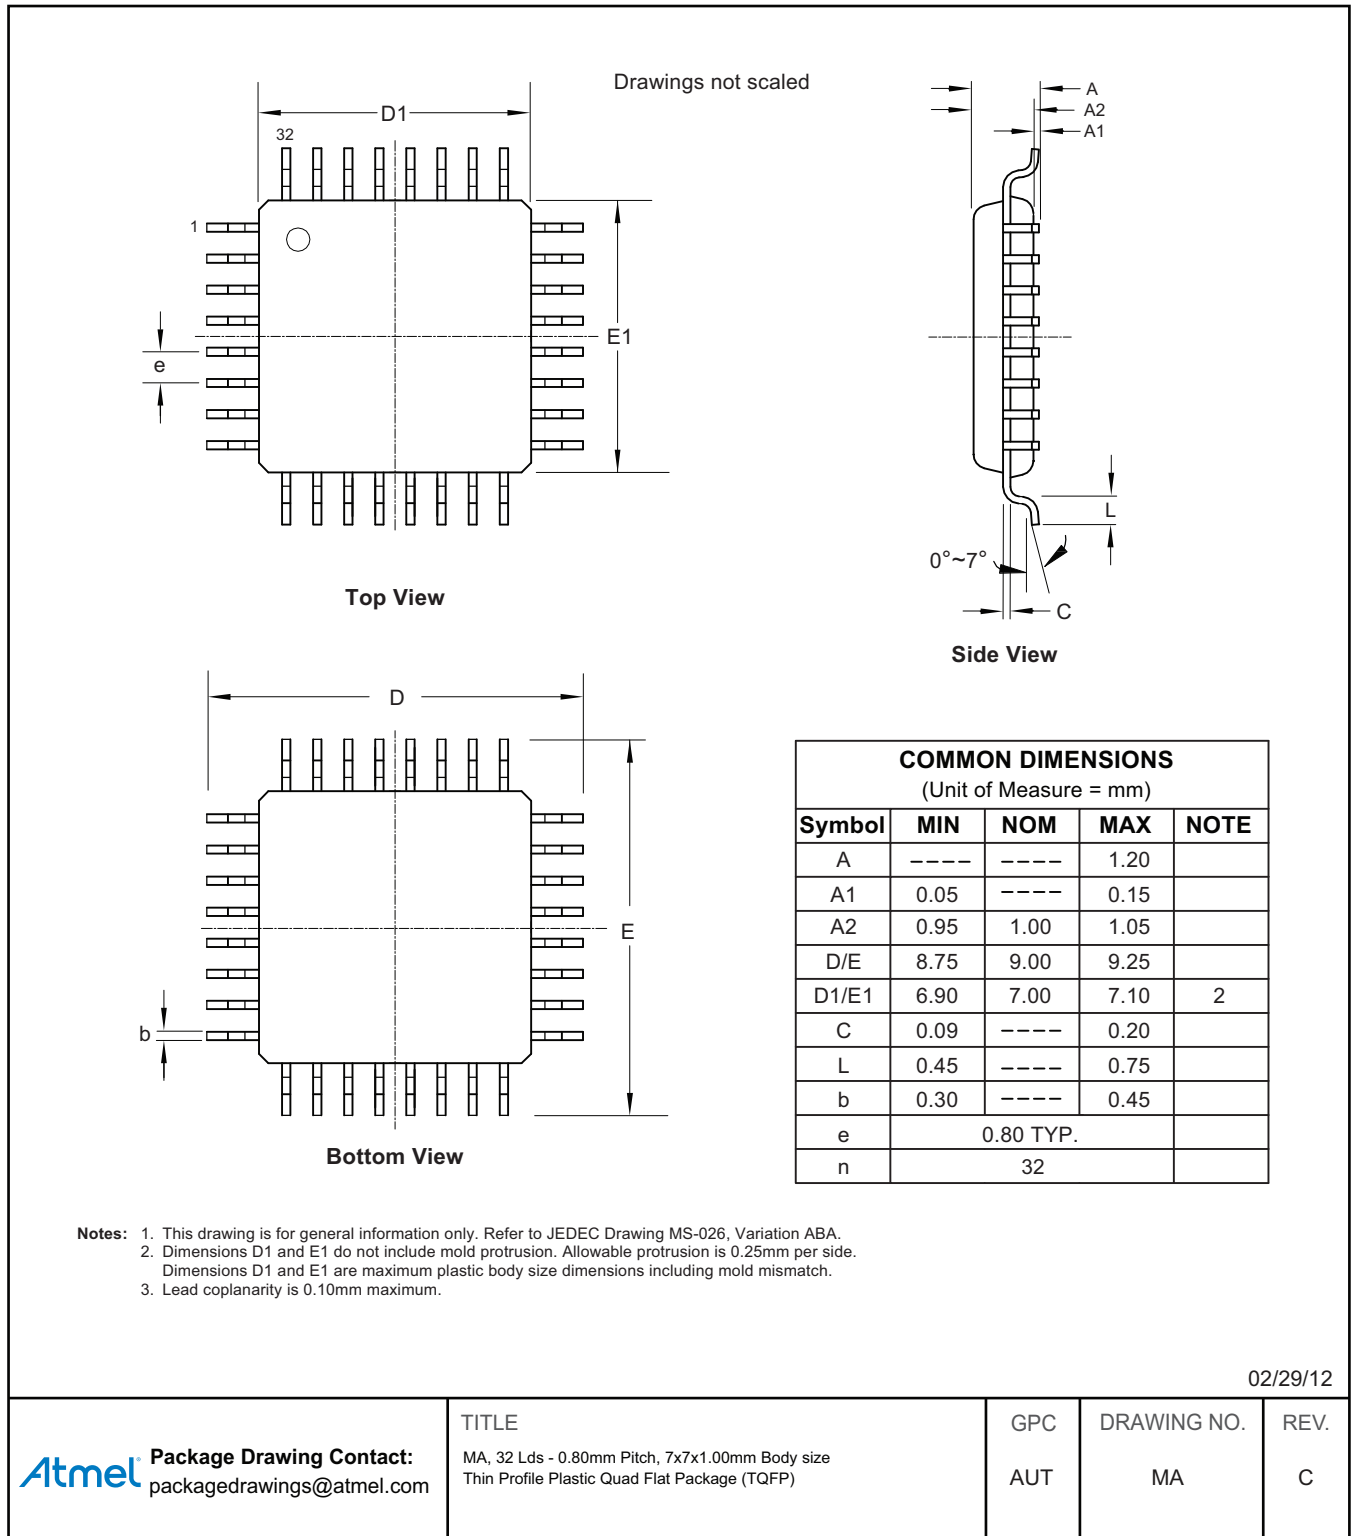 Drawings not scaled
D1
32
1
e
E1
Top View
A
A2
A1
L
0°~7°
C
Side View
D
E
b
Bottom View
COMMON DIMENSIONS
(Unit of Measure = mm)
Symbol MIN NOM MAX NOTE
A ---- ---- 1.20
A1 0.05 ---- 0.15
A2 0.95 1.00 1.05
D/E 8.75 9.00 9.25
D1/E1 6.90 7.00 7.10 2
C 0.09 ---- 0.20
L 0.45 ---- 0.75
b 0.30 ---- 0.45
e 0.80 TYP.
n 32
Notes: 1. This drawing is for general information only. Refer to JEDEC Drawing MS-026, Variation ABA.
2. Dimensions D1 and E1 do not include mold protrusion. Allowable protrusion is 0.25mm per side.
Dimensions D1 and E1 are maximum plastic body size dimensions including mold mismatch.
3. Lead coplanarity is 0.10mm maximum.
02/29/12
Atmel
Package Drawing Contact:
packagedrawings@atmel.com
TITLE
MA, 32 Lds - 0.80mm Pitch, 7x7x1.00mm Body size
Thin Profile Plastic Quad Flat Package (TQFP)
GPC
AUT
DRAWING NO.
MA
REV.
C